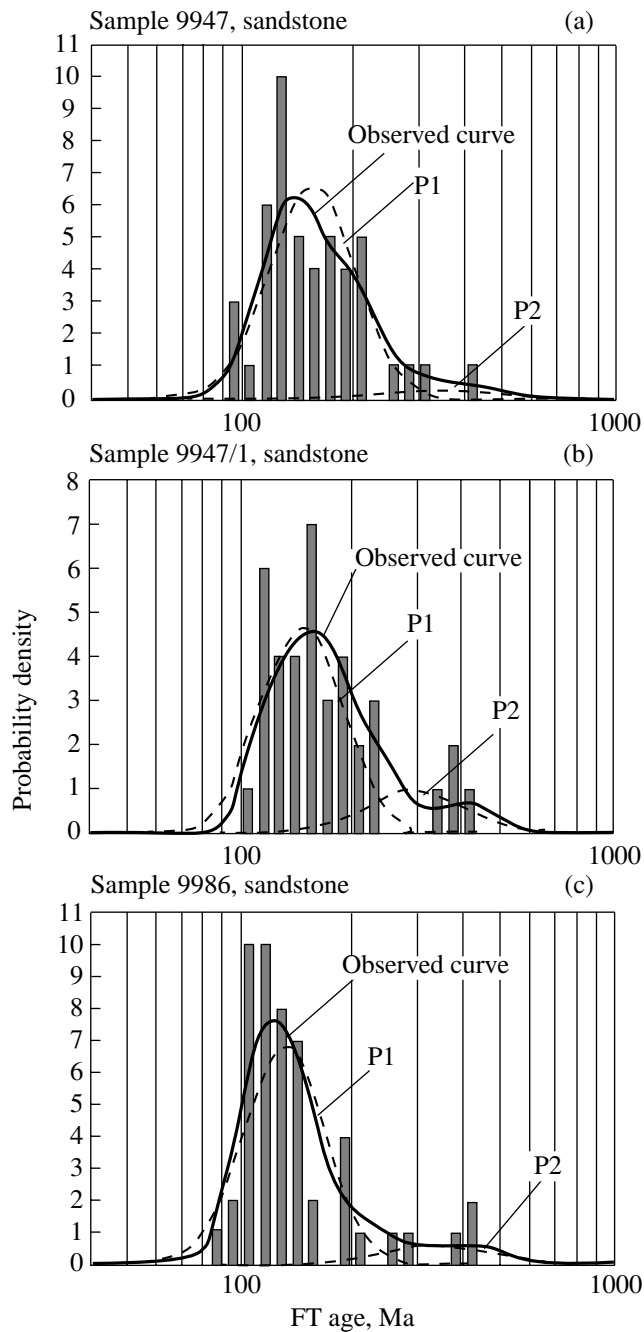 Sample 9947, sandstone (a)
11
10
9
8
7
6
5
4
3
2
1
0
Observed curve
P1
P2
100 1000
Sample 9947/1, sandstone (b)
8
7
6
5
4
3
2
1
0
Observed curve
P1
P2
100 1000
Probability density
Sample 9986, sandstone (c)
11
10
9
8
7
6
5
4
3
2
1
0
Observed curve
P1
P2
100 1000
FT age, Ma